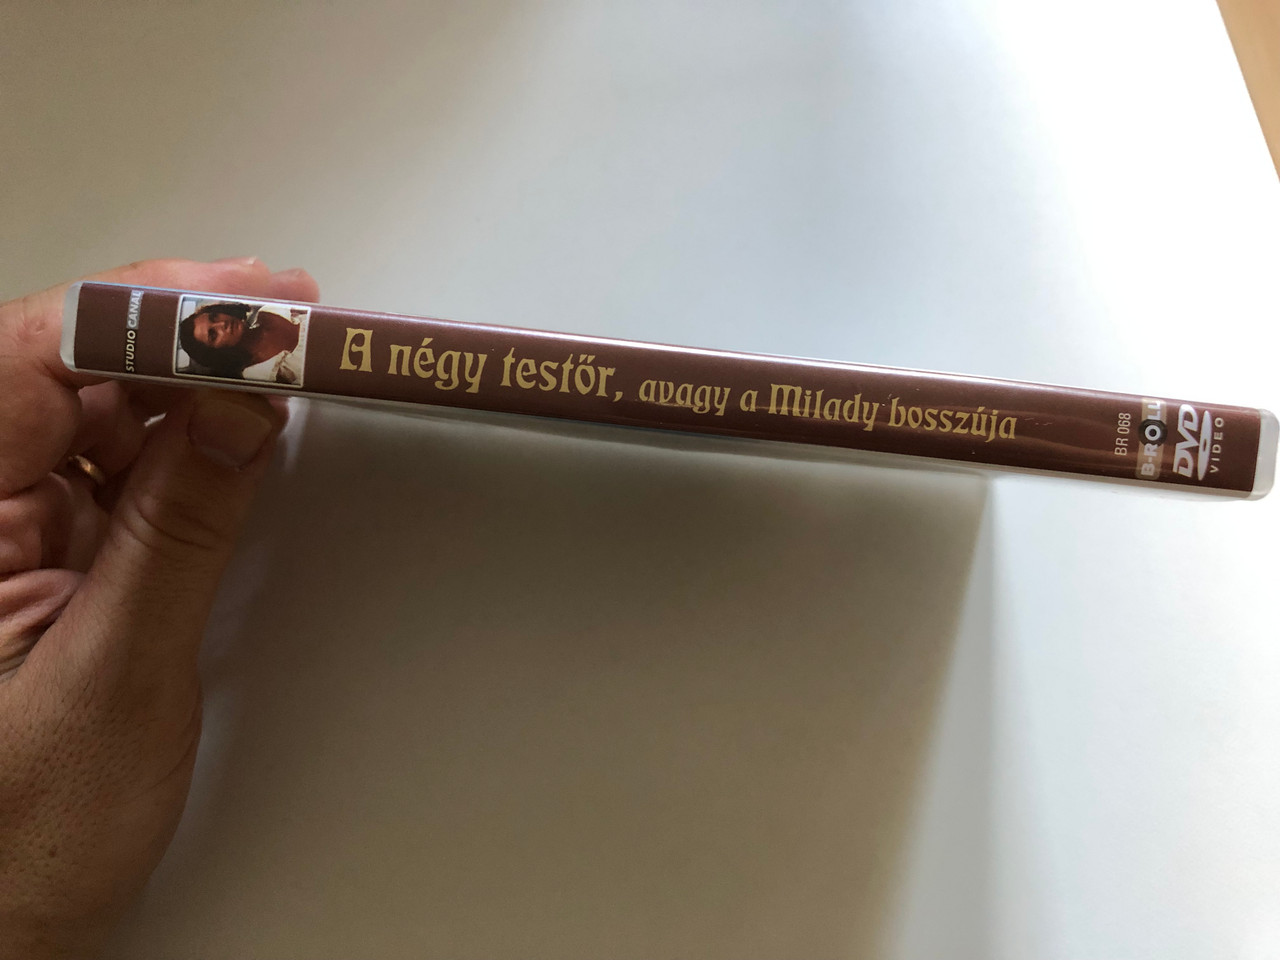 STUDIO CANAL
A négy testőr, avagy a Milady bosszúja
BR 068
B-ROLL
DVD
VIDEO